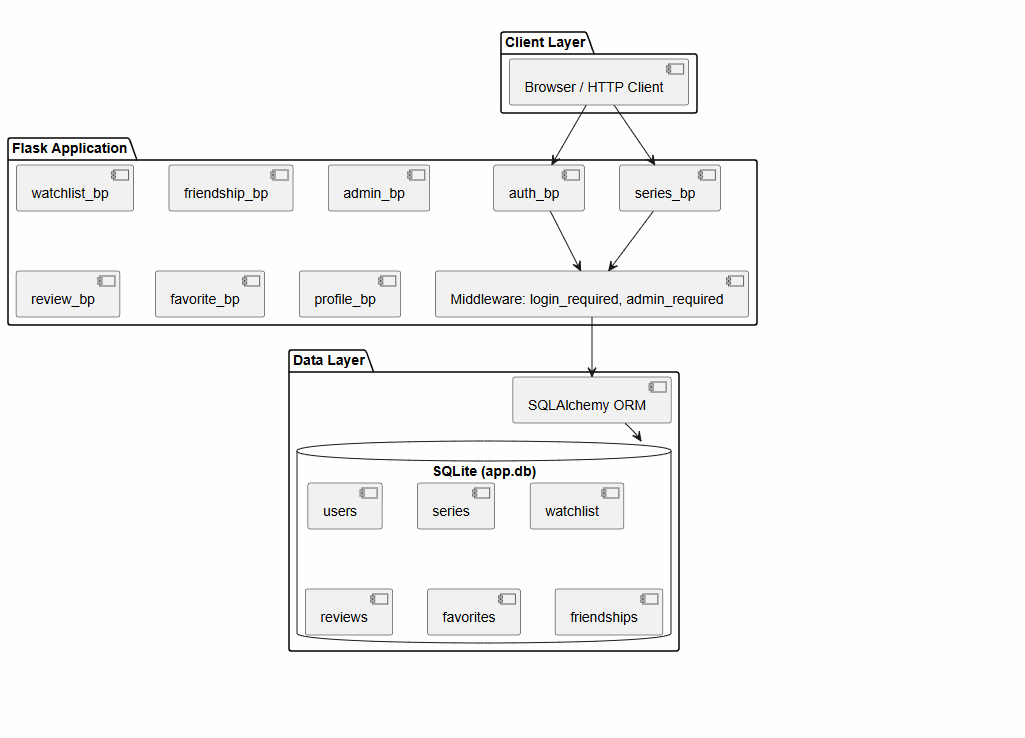 Client Layer
Browser / HTTP Client
Flask Application
watchlist_bp
friendship_bp
admin_bp
auth_bp
series_bp
review_bp
favorite_bp
profile_bp
Middleware: login_required, admin_required
Data Layer
SQLAlchemy ORM
SQLite (app.db)
users
series
watchlist
reviews
favorites
friendships